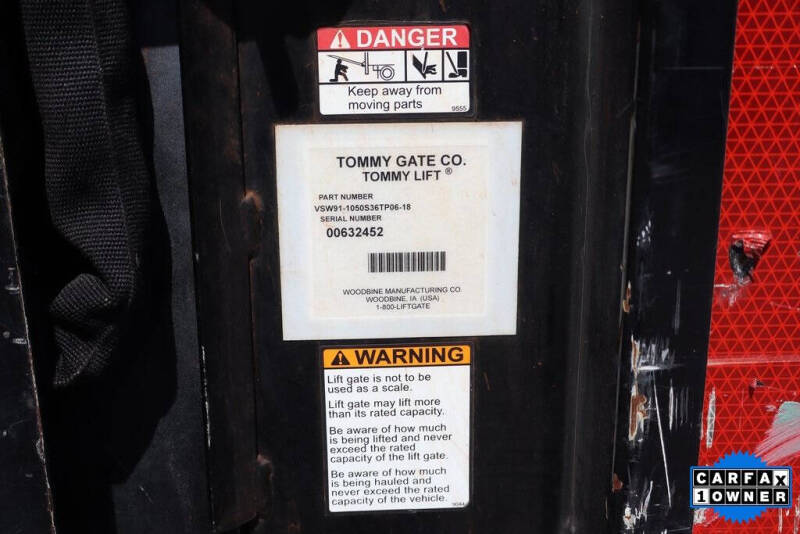 DANGER
Keep away from
moving parts
9555
TOMMY GATE CO.
TOMMY LIFT ®
PART NUMBER
VSW91-1050S36TP06-18
SERIAL NUMBER
00632452
WOODBINE MANUFACTURING CO.
WOODBINE, IA (USA)
1-800-LIFTGATE
WARNING
Lift gate is not to be
used as a scale.
Lift gate may lift more
than its rated capacity.
Be aware of how much
is being lifted and never
exceed the rated
capacity of the lift gate.
Be aware of how much
is being hauled and
never exceed the rated
capacity of the vehicle.
CARFAX
1 OWNER